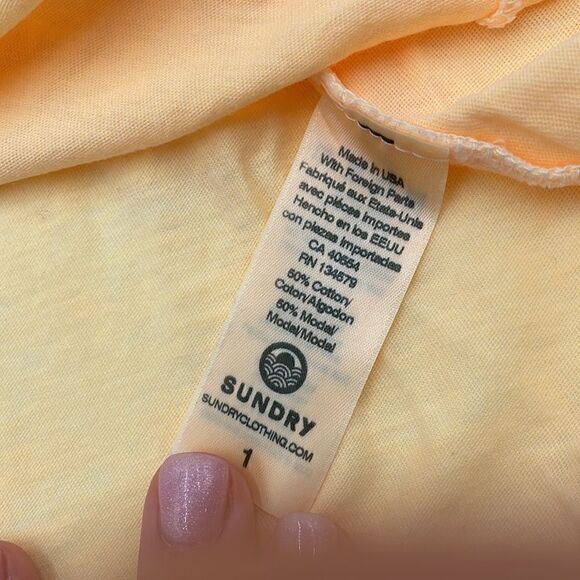 Made in USA
With Foreign Parts
Fabriqué aux Etats-Unis
avec piéces importes
Hencho en los EEUU
con piezas importadas
CA 40554
RN 134579
50% Cotton/
Coton/Algodon
50% Modal/
Modal/Modal
SUNDRY
SUNDRYCLOTHING.COM
1